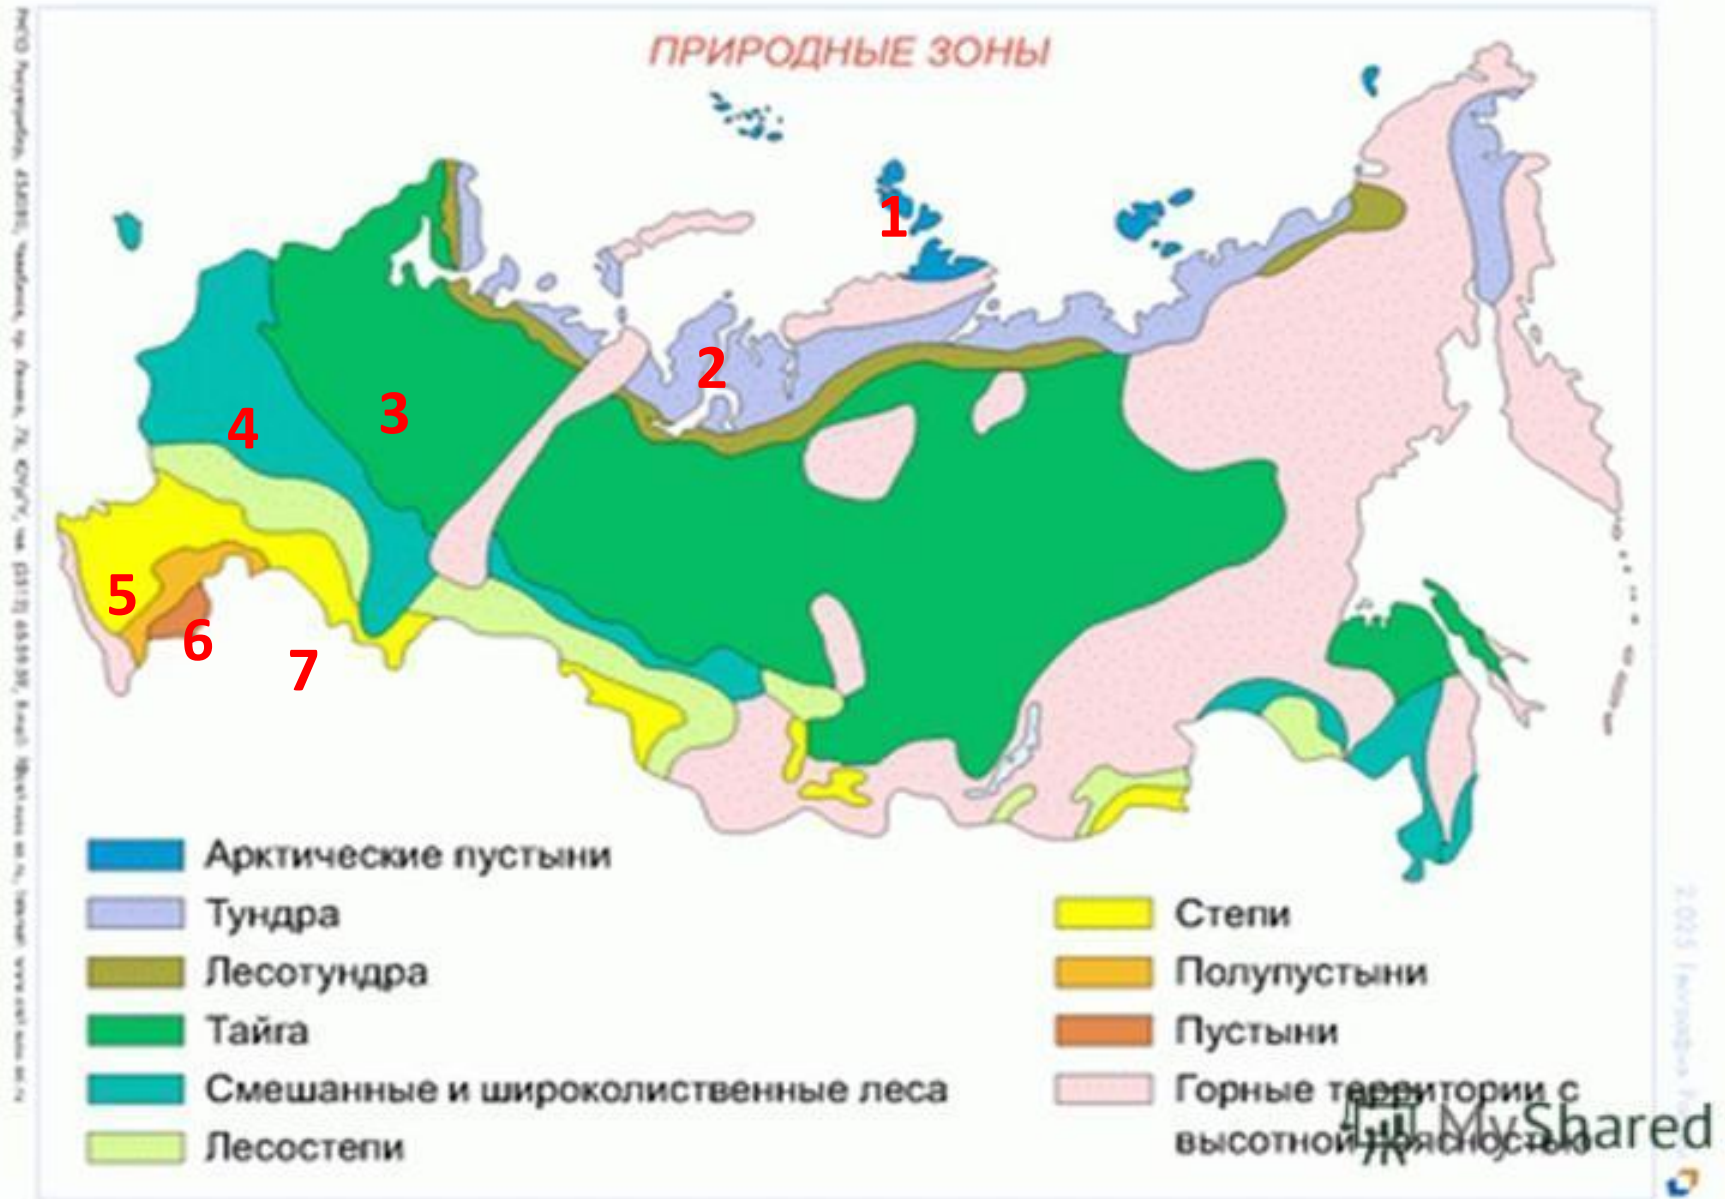 ПРИРОДНЫЕ ЗОНЫ
1
2
3
4
5
6
7
Арктические пустыни
Тундра
Лесотундра
Тайга
Смешанные и широколиственные леса
Лесостепи
Степи
Полупустыни
Пустыни
Горные территории с
высотной поясностью
MyShared